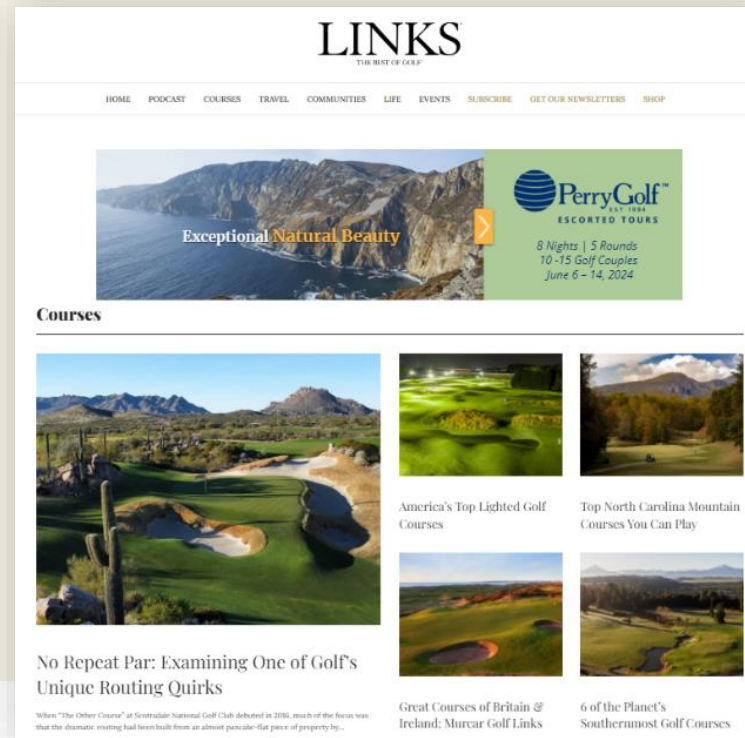 LINKS
THE BEST OF GOLF
HOME PODCAST COURSES TRAVEL COMMUNITIES LIFE EVENTS SUBSCRIBE GET OUR NEWSLETTERS SHOP
Exceptional Natural Beauty
PerryGolf™
EST 1984
ESCORTED TOURS
8 Nights | 5 Rounds
10 -15 Golf Couples
June 6 – 14, 2024
Courses
No Repeat Par: Examining One of Golf's
Unique Routing Quirks
When "The Other Course" at Scottsdale National Golf Club debuted in 2016, much of the focus was
that the dramatic routing had been built from an almost pancake-flat piece of property by...
America's Top Lighted Golf
Courses
Top North Carolina Mountain
Courses You Can Play
Great Courses of Britain &
Ireland: Murcar Golf Links
6 of the Planet's
Southernmost Golf Courses